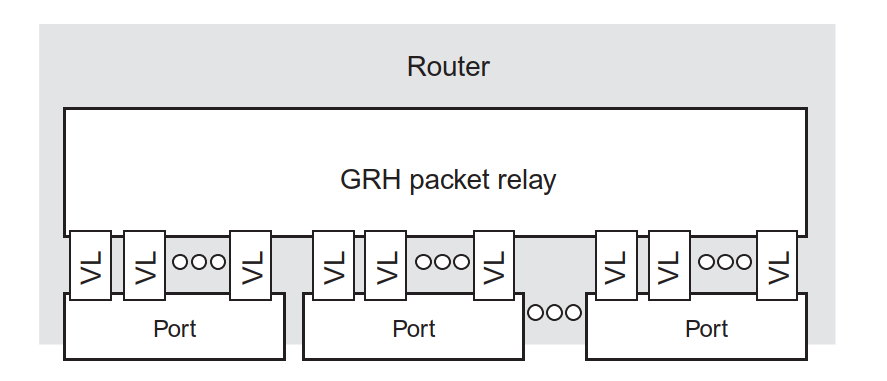 Router
GRH packet relay
VL VL VL VL VL VL VL VL VL
Port Port Port